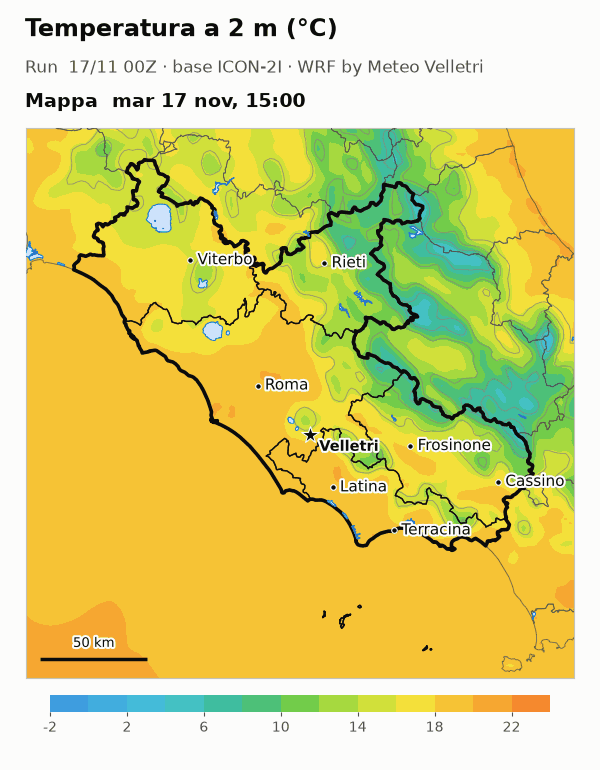 Temperatura a 2 m (°C)
Run  17/11 00Z · base ICON-2I · WRF by Meteo Velletri
Mappa  mar 17 nov, 15:00
Viterbo
Rieti
Roma
Velletri
Frosinone
Cassino
Latina
Terracina
50 km
-2 2 6 10 14 18 22